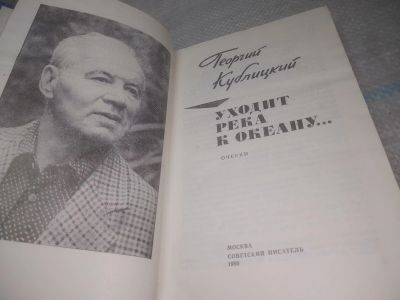 Георгий
Кублицкий
УХОДИТ
РЕКА
К ОКЕАНУ...
ОЧЕРКИ
МОСКВА
СОВЕТСКИЙ ПИСАТЕЛЬ